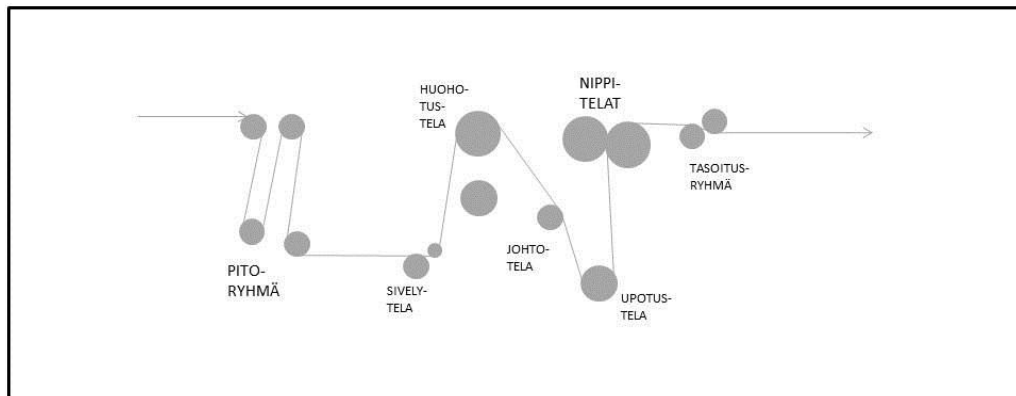 PITO-
RYHMÄ
SIVELY-
TELA
HUOHO-
TUS-
TELA
JOHTO-
TELA
NIPPI-
TELAT
UPOTUS-
TELA
TASOITUS-
RYHMÄ